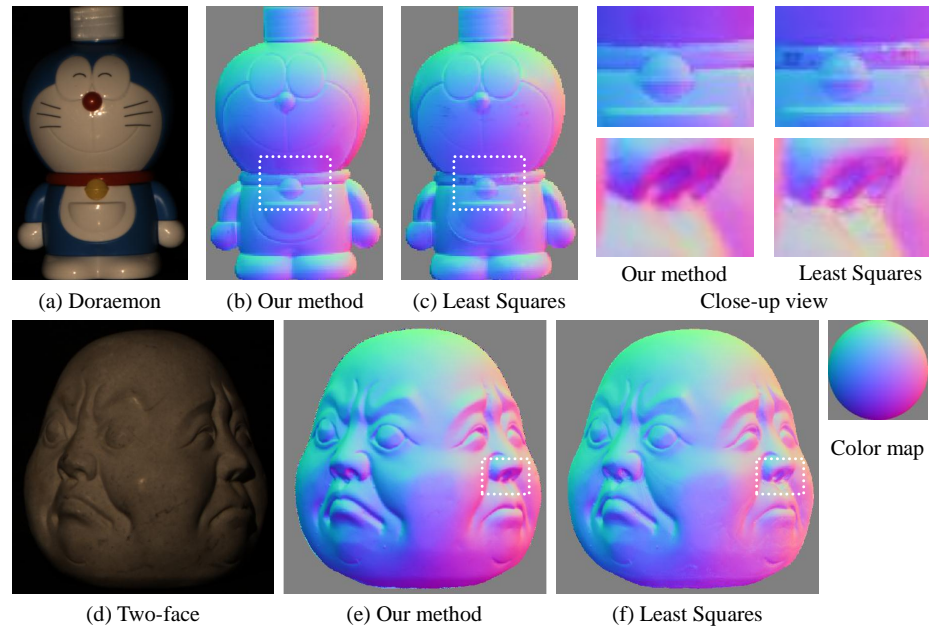 Our method
Least Squares
(a) Doraemon
(b) Our method
(c) Least Squares
Close-up view
Color map
(d) Two-face
(e) Our method
(f) Least Squares